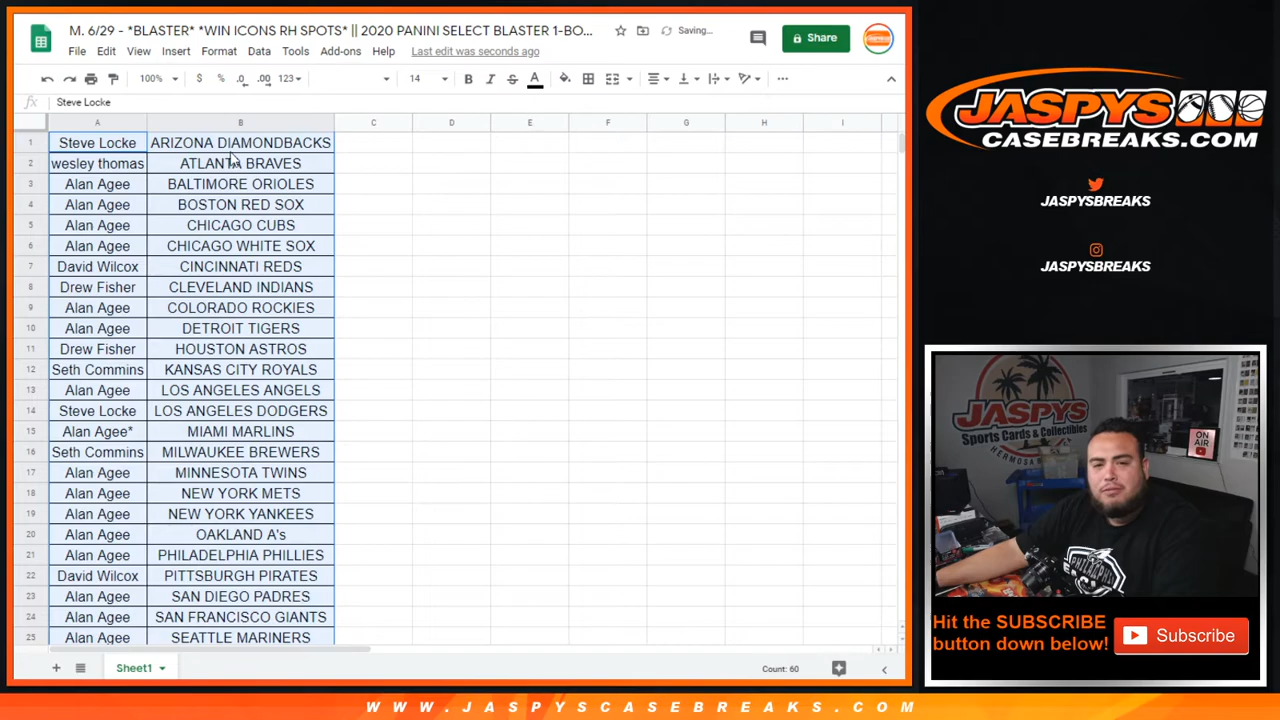 M. 6/29 - *BLASTER* *WIN ICONS RH SPOTS* || 2020 PANINI SELECT BLASTER 1-BO...
Saving...
Share
File Edit View Insert Format Data Tools Add-ons Help Last edit was seconds ago
100% $ % .0 .00 123 14 B I S A
fx Steve Locke
A B C D E F G H I
1 Steve Locke ARIZONA DIAMONDBACKS
2 wesley thomas ATLANTA BRAVES
3 Alan Agee BALTIMORE ORIOLES
4 Alan Agee BOSTON RED SOX
5 Alan Agee CHICAGO CUBS
6 Alan Agee CHICAGO WHITE SOX
7 David Wilcox CINCINNATI REDS
8 Drew Fisher CLEVELAND INDIANS
9 Alan Agee COLORADO ROCKIES
10 Alan Agee DETROIT TIGERS
11 Drew Fisher HOUSTON ASTROS
12 Seth Commins KANSAS CITY ROYALS
13 Alan Agee LOS ANGELES ANGELS
14 Steve Locke LOS ANGELES DODGERS
15 Alan Agee* MIAMI MARLINS
16 Seth Commins MILWAUKEE BREWERS
17 Alan Agee MINNESOTA TWINS
18 Alan Agee NEW YORK METS
19 Alan Agee NEW YORK YANKEES
20 Alan Agee OAKLAND A's
21 Alan Agee PHILADELPHIA PHILLIES
22 David Wilcox PITTSBURGH PIRATES
23 Alan Agee SAN DIEGO PADRES
24 Alan Agee SAN FRANCISCO GIANTS
25 Alan Agee SEATTLE MARINERS
Sheet1
Count: 60
JASPYS
CASEBREAKS.COM
JASPYSBREAKS
JASPYSBREAKS
JASPYS
Sports Cards & Collectibles
HERMOSA
ON AIR
PHILADELPHIA
Hit the SUBSCRIBE
button down below!
Subscribe
WWW.JASPYSCASEBREAKS.COM